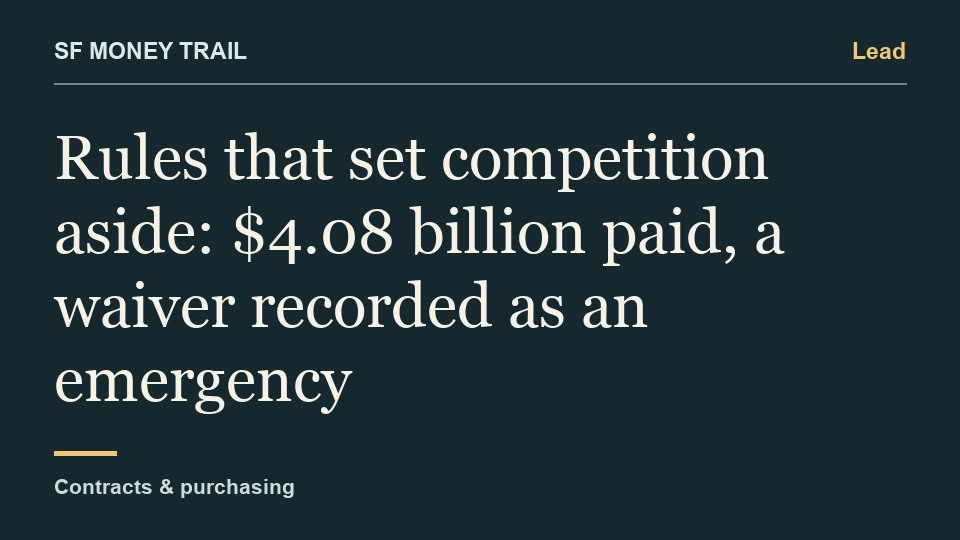 SF MONEY TRAIL
Lead
Rules that set competition
aside: $4.08 billion paid, a
waiver recorded as an
emergency
Contracts & purchasing